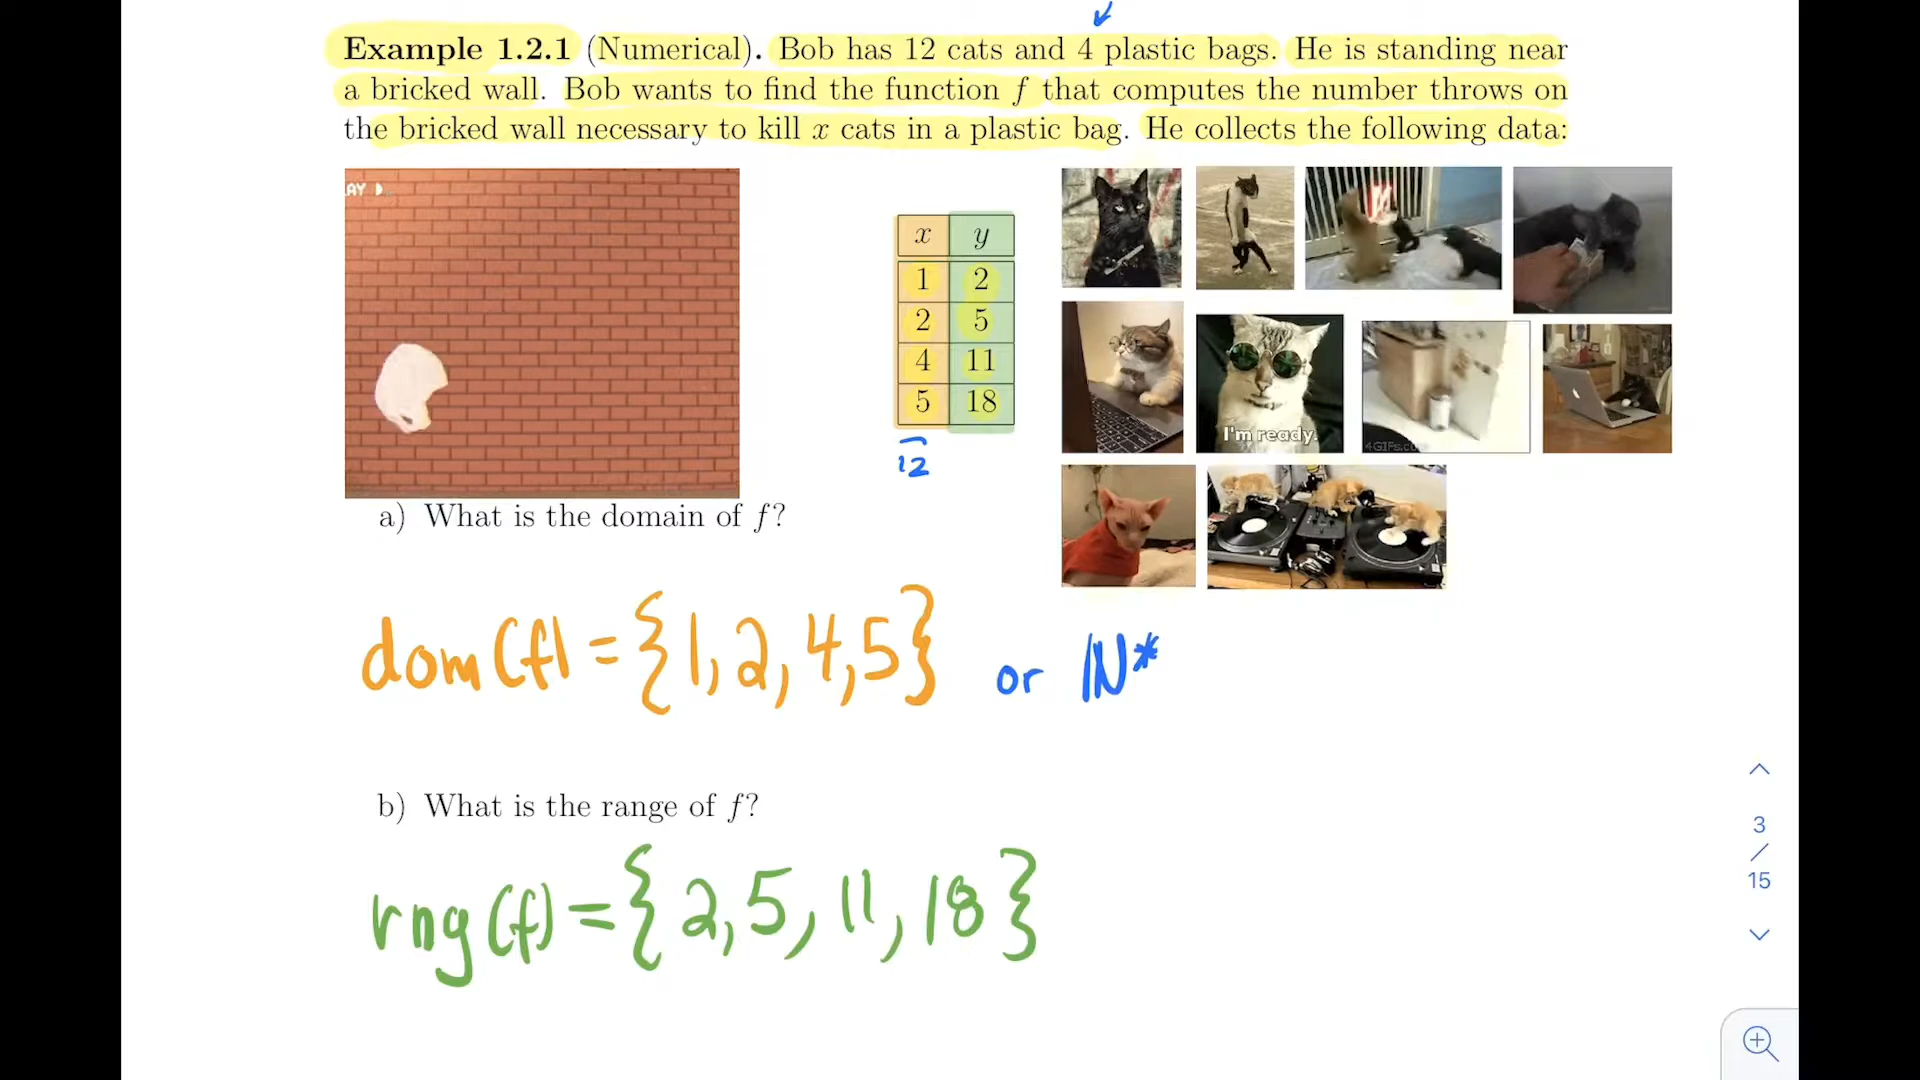 Example 1.2.1 (Numerical). Bob has 12 cats and 4 plastic bags. He is standing near
a bricked wall. Bob wants to find the function f that computes the number throws on
the bricked wall necessary to kill x cats in a plastic bag. He collects the following data:
AY
x y
1 2
2 5
4 11
5 18
12
I'm ready.
a) What is the domain of f?
dom(f) = {1, 2, 4, 5} or ℕ*
b) What is the range of f?
rng(f) = {2, 5, 11, 18}
3
/
15